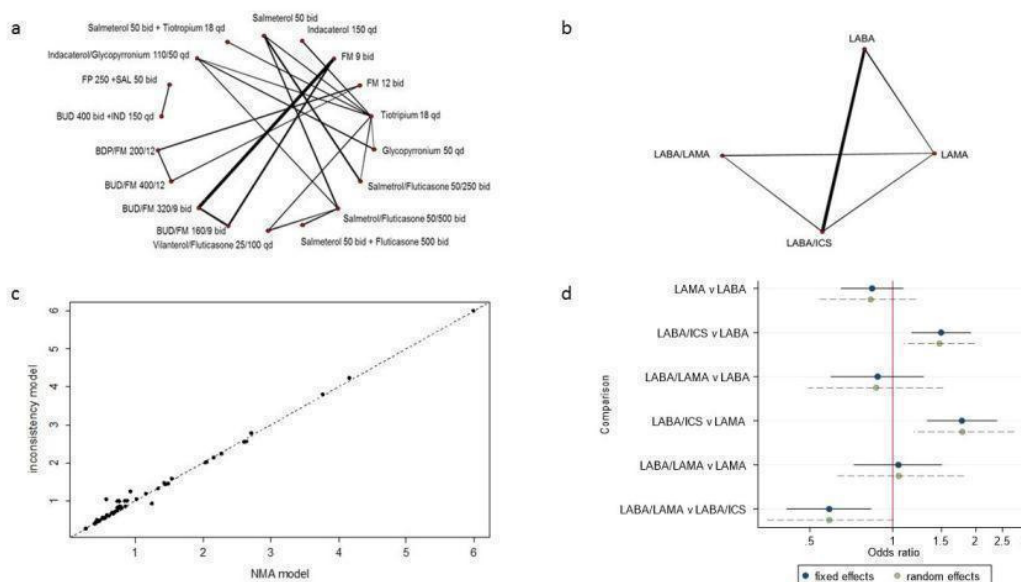 a
Salmeterol 50 bid
Salmeterol 50 bid + Tiotropium 18 qd
Indacaterol 150 qd
Indacaterol/Glycopyrronium 110/50 qd
FM 9 bid
FP 250 +SAL 50 bid
FM 12 bid
BUD 400 bid +IND 150 qd
Tiotripium 18 qd
BDP/FM 200/12
Glycopyrronium 50 qd
BUD/FM 400/12
Salmetrol/Fluticasone 50/250 bid
BUD/FM 320/9 bid
Salmetrol/Fluticasone 50/500 bid
BUD/FM 160/9 bid
Vilanterol/Fluticasone 25/100 qd
Salmeterol 50 bid + Fluticasone 500 bid
b
LABA
LABA/LAMA
LAMA
LABA/ICS
c
inconsistency model
6
5
4
3
2
1
1
2
3
4
5
6
NMA model
d
Comparison
LAMA v LABA
LABA/ICS v LABA
LABA/LAMA v LABA
LABA/ICS v LAMA
LABA/LAMA v LAMA
LABA/LAMA v LABA/ICS
.5
1
1.5
2
2.5
Odds ratio
fixed effects
random effects